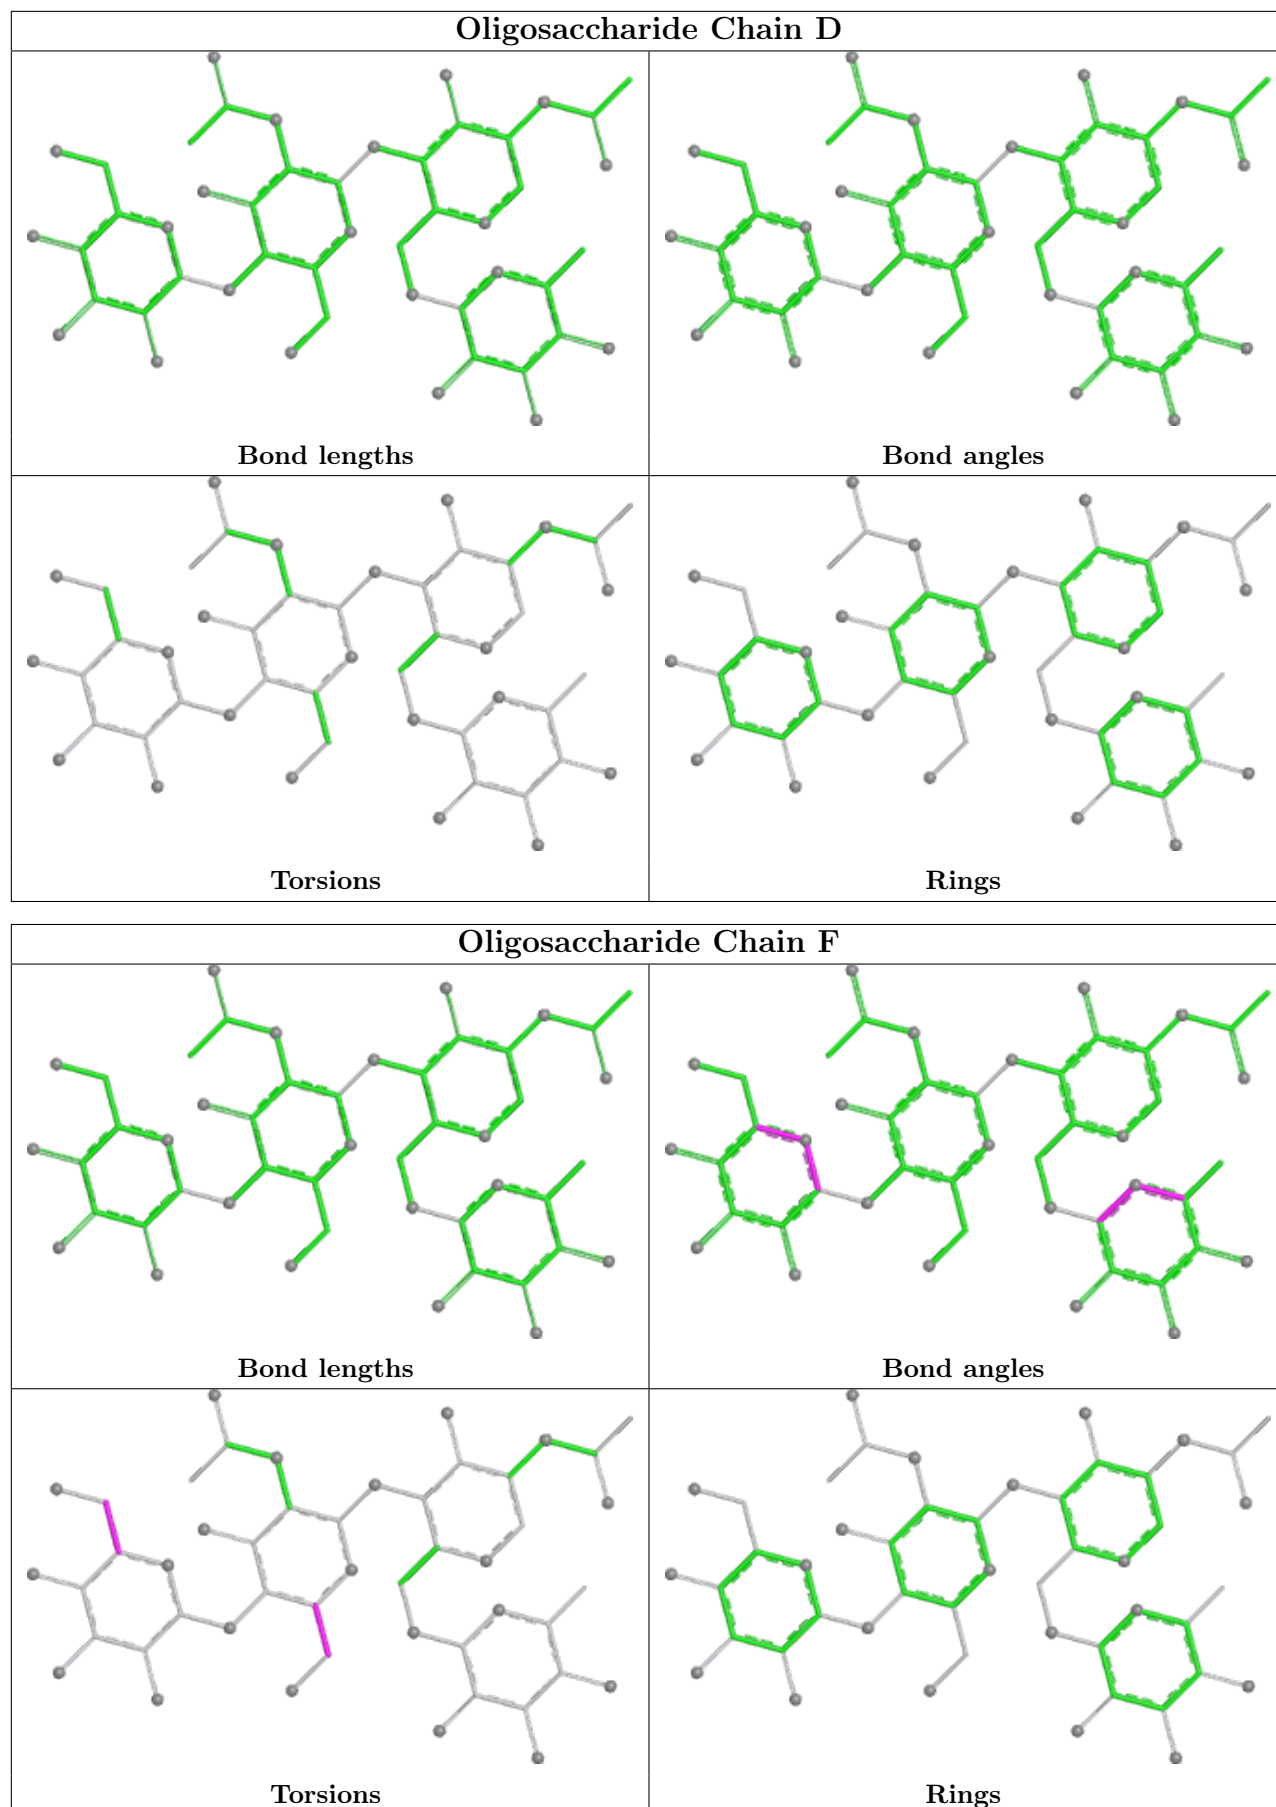 Oligosaccharide Chain D
Bond lengths
Bond angles
Torsions
Rings
Oligosaccharide Chain F
Bond lengths
Bond angles
Torsions
Rings